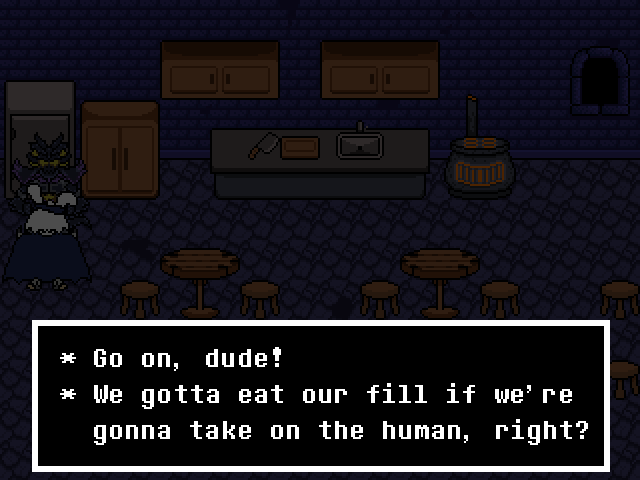 * Go on, dude!
* We gotta eat our fill if we're
gonna take on the human, right?